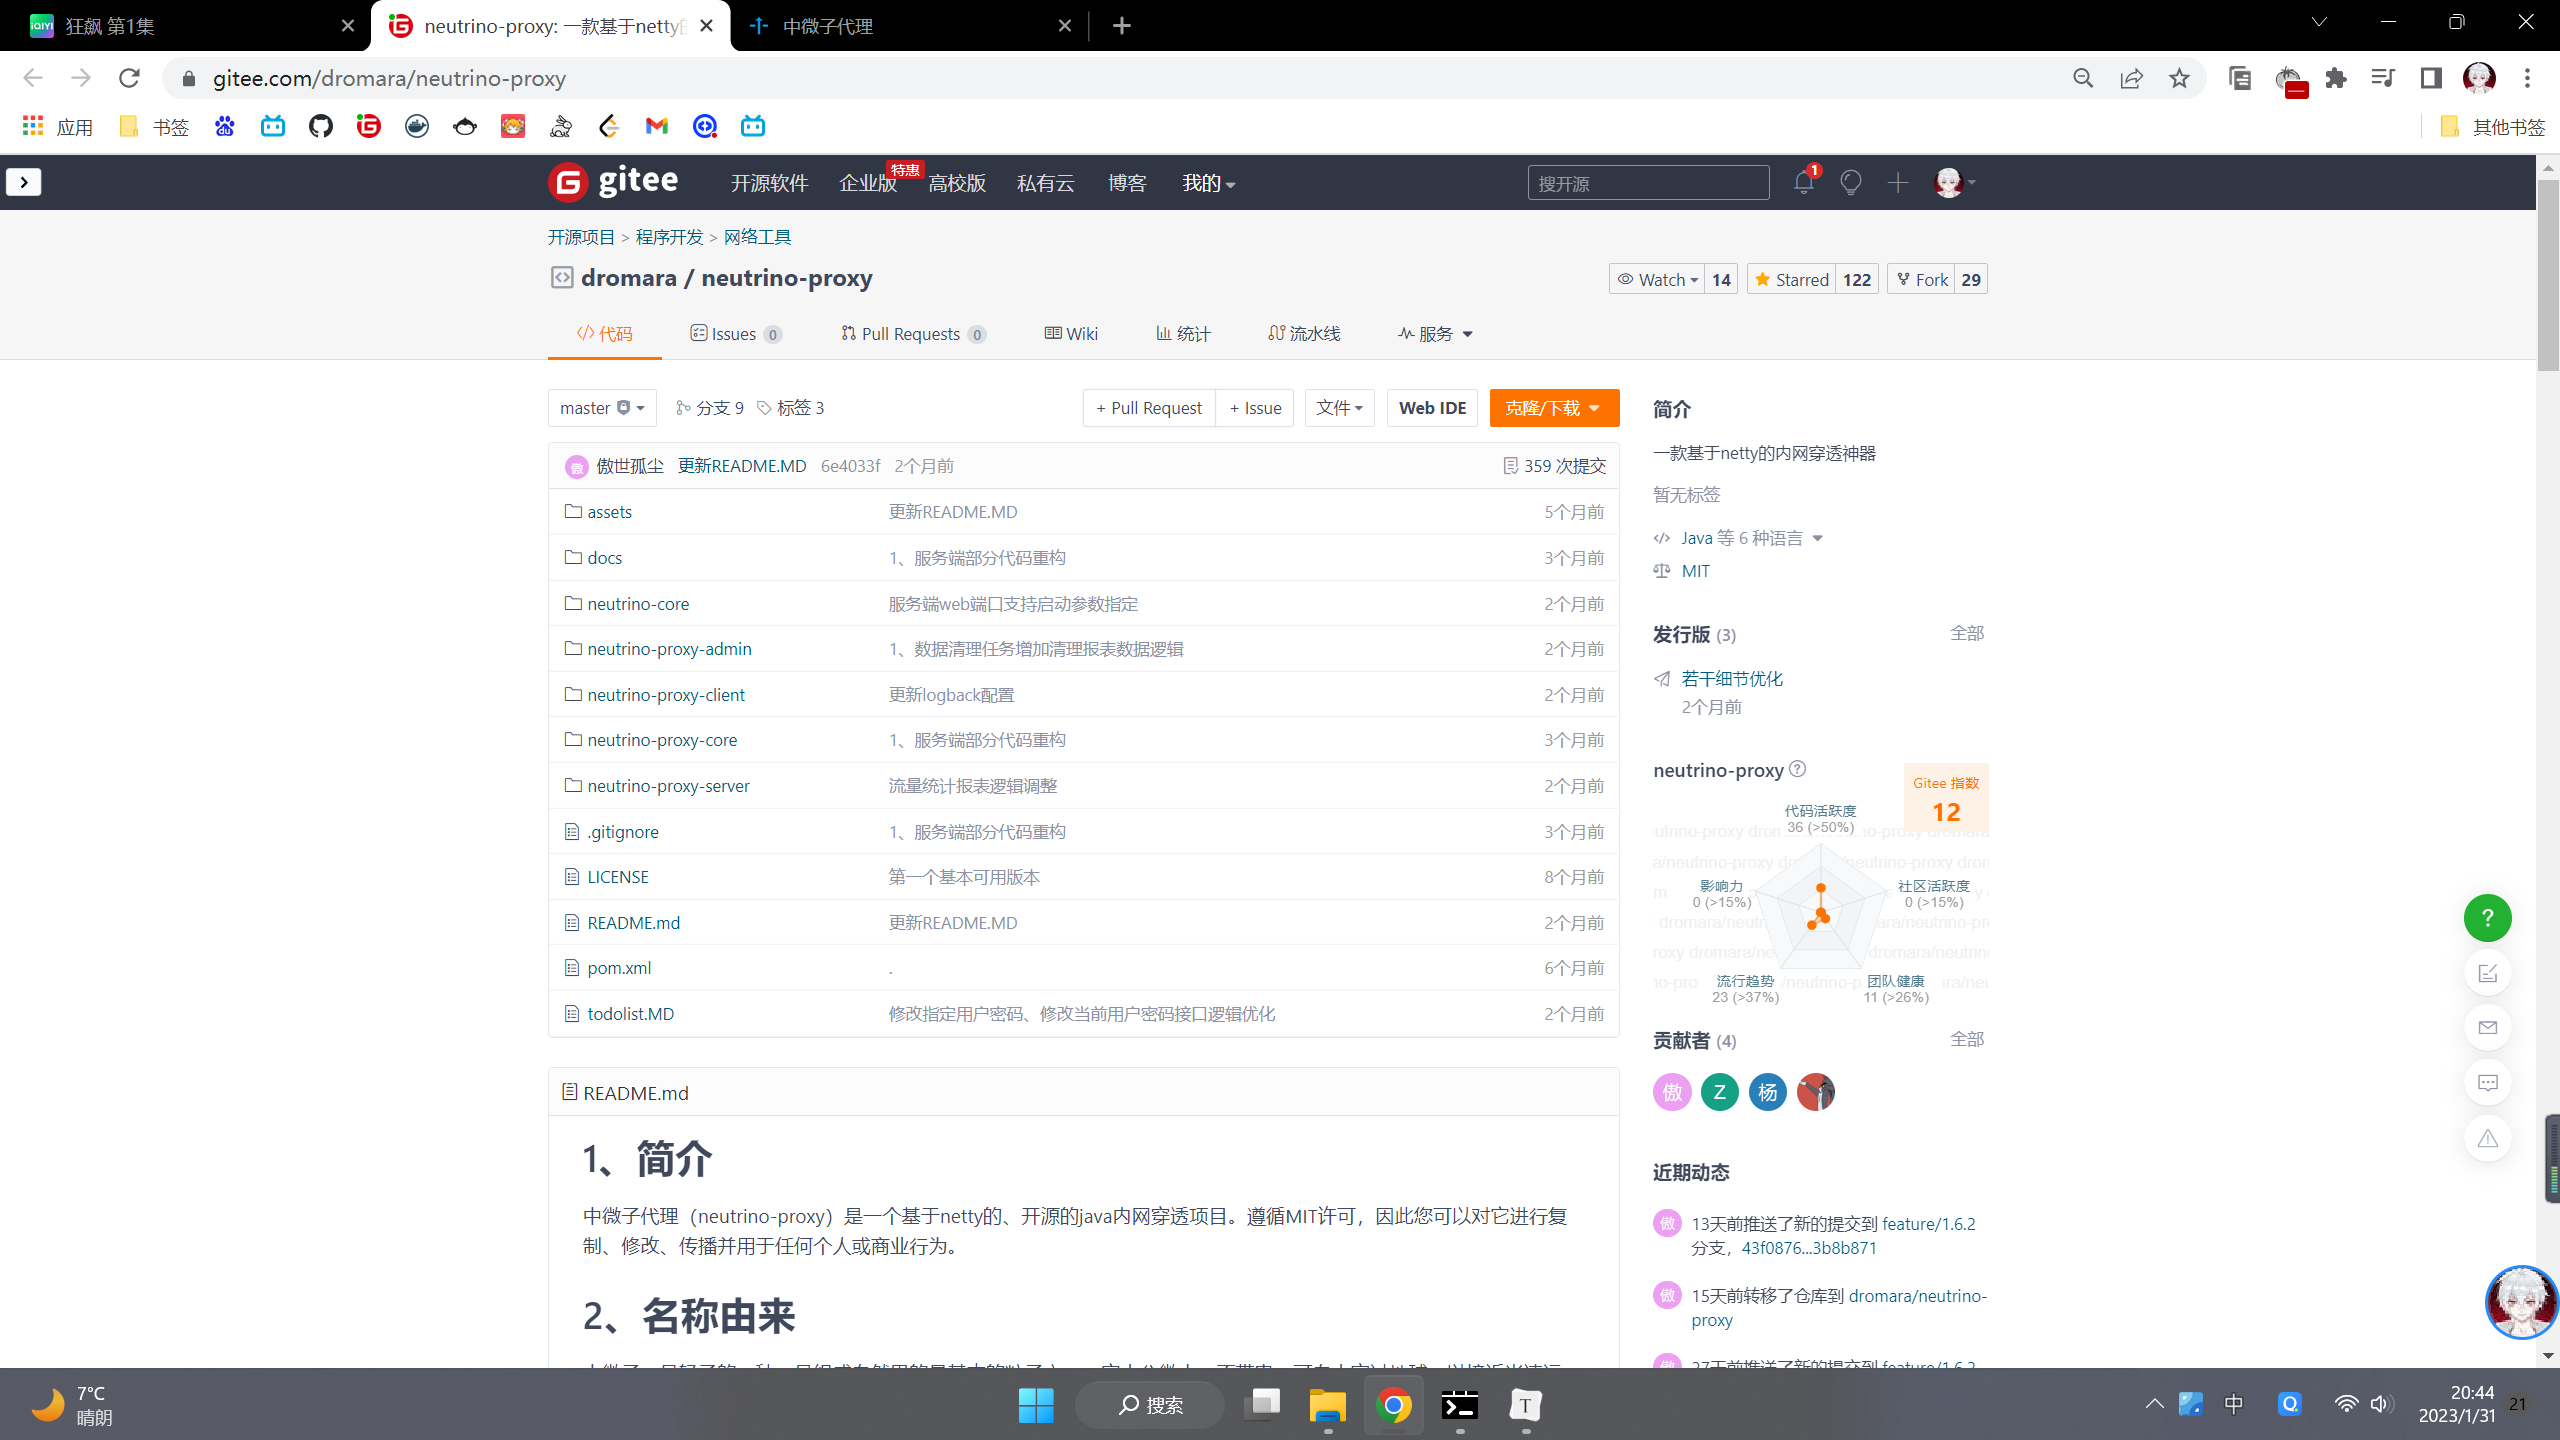 狂飙 第1集
neutrino-proxy: 一款基于netty的
中微子代理
gitee.com/dromara/neutrino-proxy
应用 书签 其他书签
gitee 开源软件 企业版 特惠 高校版 私有云 博客 我的 搜开源 1
开源项目 > 程序开发 > 网络工具
dromara / neutrino-proxy
Watch 14 Starred 122 Fork 29
代码 Issues 0 Pull Requests 0 Wiki 统计 流水线 服务
master 分支 9 标签 3 + Pull Request + Issue 文件 Web IDE 克隆/下载
傲 傲世孤尘 更新README.MD 6e4033f 2个月前 359 次提交
assets 更新README.MD 5个月前
docs 1、服务端部分代码重构 3个月前
neutrino-core 服务端web端口支持启动参数指定 2个月前
neutrino-proxy-admin 1、数据清理任务增加清理报表数据逻辑 2个月前
neutrino-proxy-client 更新logback配置 2个月前
neutrino-proxy-core 1、服务端部分代码重构 3个月前
neutrino-proxy-server 流量统计报表逻辑调整 2个月前
.gitignore 1、服务端部分代码重构 3个月前
LICENSE 第一个基本可用版本 8个月前
README.md 更新README.MD 2个月前
pom.xml . 6个月前
todolist.MD 修改指定用户密码、修改当前用户密码接口逻辑优化 2个月前
README.md
1、简介
中微子代理（neutrino-proxy）是一个基于netty的、开源的java内网穿透项目。遵循MIT许可，因此您可以对它进行复
制、修改、传播并用于任何个人或商业行为。
2、名称由来
简介
一款基于netty的内网穿透神器
暂无标签
Java 等 6 种语言
MIT
发行版 (3) 全部
若干细节优化
2个月前
neutrino-proxy
Gitee 指数
12
代码活跃度
36 (>50%)
影响力
0 (>15%)
社区活跃度
0 (>15%)
流行趋势
23 (>37%)
团队健康
11 (>26%)
贡献者 (4) 全部
傲 Z 杨
近期动态
傲 13天前推送了新的提交到 feature/1.6.2
分支，43f0876...3b8b871
傲 15天前转移了仓库到 dromara/neutrino-
proxy
7°C
晴朗
搜索
中
20:44
2023/1/31
21